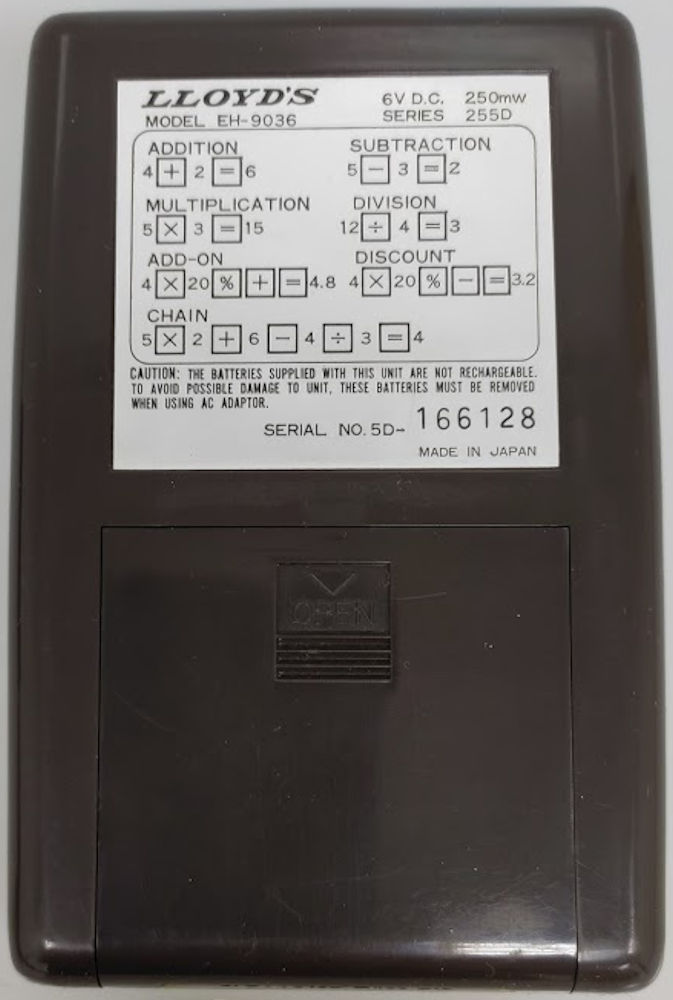 LLOYD'S 6V D.C. 250mw
MODEL EH-9036 SERIES 255D
ADDITION SUBTRACTION
4 + 2 = 6 5 − 3 = 2
MULTIPLICATION DIVISION
5 × 3 = 15 12 ÷ 4 = 3
ADD-ON DISCOUNT
4 × 20 % + = 4.8 4 × 20 % − = 3.2
CHAIN
5 × 2 + 6 − 4 ÷ 3 = 4
CAUTION: THE BATTERIES SUPPLIED WITH THIS UNIT ARE NOT RECHARGEABLE.
TO AVOID POSSIBLE DAMAGE TO UNIT, THESE BATTERIES MUST BE REMOVED
WHEN USING AC ADAPTOR.
SERIAL NO. 5D- 166128
MADE IN JAPAN
OPEN